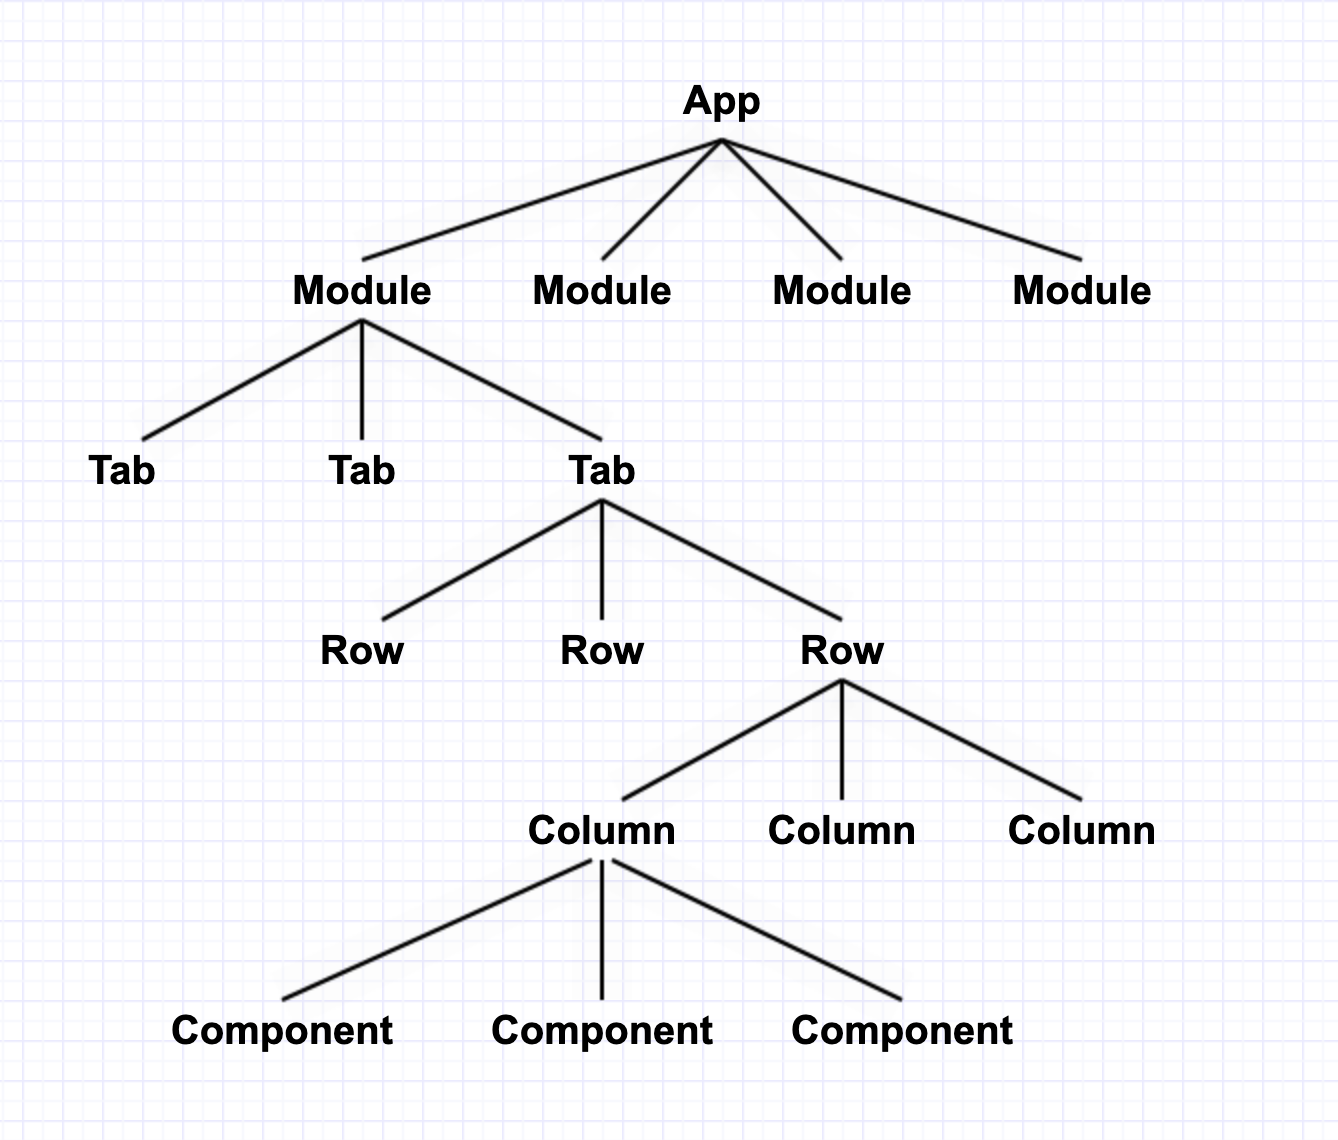 App
Module Module Module Module
Tab Tab Tab
Row Row Row
Column Column Column
Component Component Component